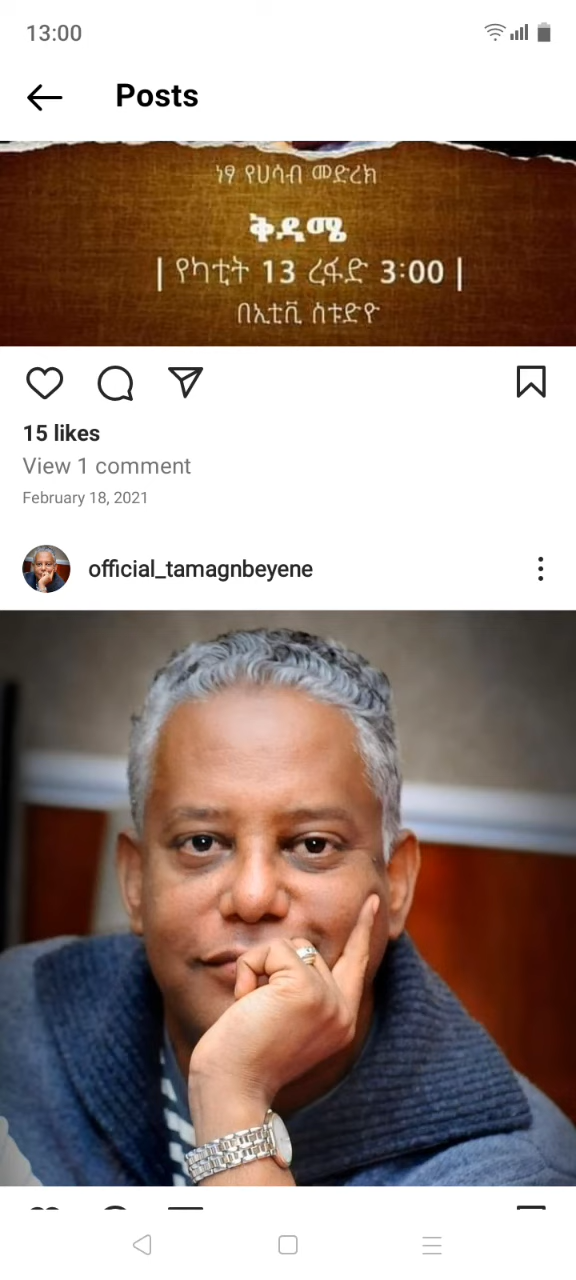 13:00
Posts
ነፃ የሀሳብ መድረክ
ቅዳሜ
| የካቲት 13 ረፋድ 3:00 |
በኢቲቪ ስቱድዮ
15 likes
View 1 comment
February 18, 2021
official_tamagnbeyene